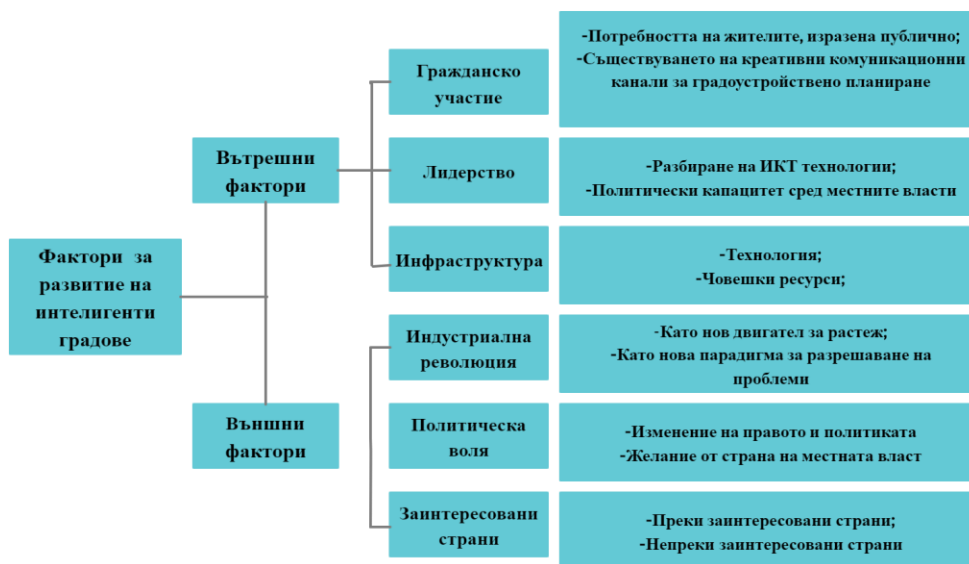 Фактори за
развитие на
интелигенти
градове
Вътрешни
фактори
Гражданско
участие
-Потребността на жителите, изразена публично;
-Съществуването на креативни комуникационни
канали за градоустройствено планиране
Лидерство
-Разбиране на ИКТ технологии;
-Политически капацитет сред местните власти
Инфраструктура
-Технология;
-Човешки ресурси;
Външни
фактори
Индустриална
революция
-Като нов двигател за растеж;
-Като нова парадигма за разрешаване на
проблеми
Политическа
воля
-Изменение на правото и политиката
-Желание от страна на местната власт
Заинтересовани
страни
-Преки заинтересовани страни;
-Непреки заинтересовани страни